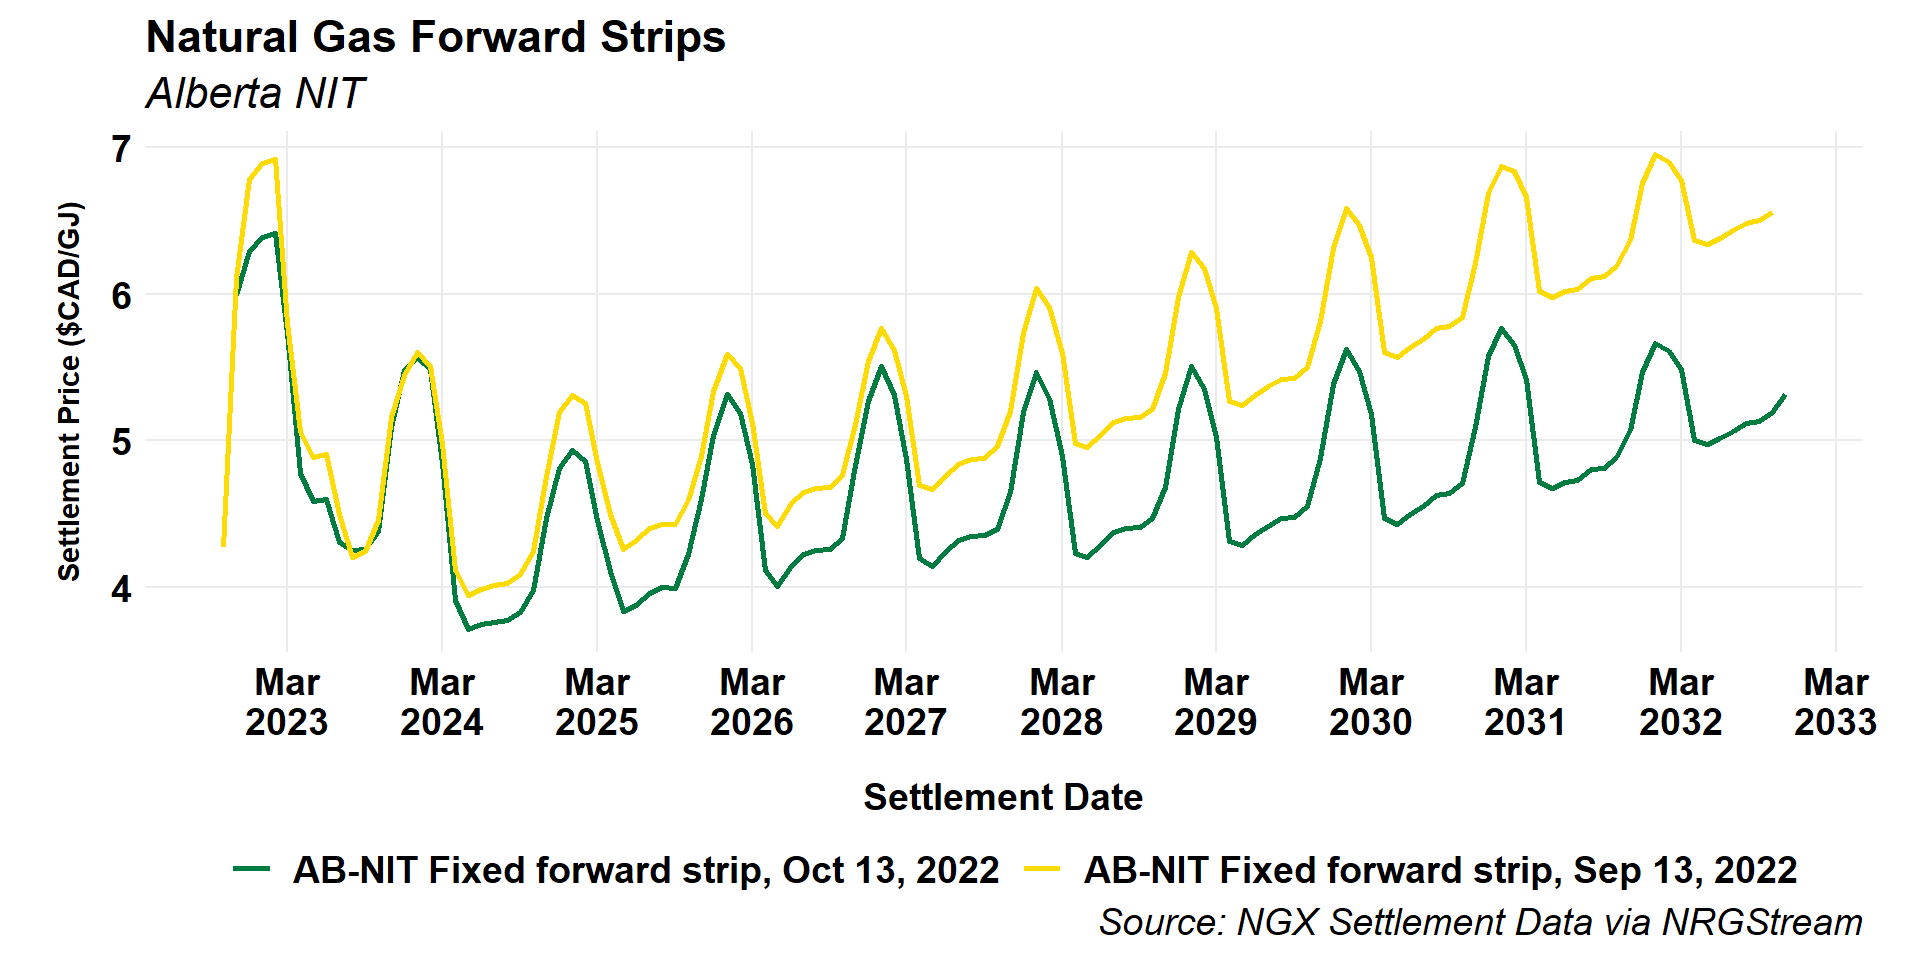 Natural Gas Forward Strips
Alberta NIT
Settlement Price ($CAD/GJ)
7
6
5
4
Mar Mar Mar Mar Mar Mar Mar Mar Mar Mar Mar
2023 2024 2025 2026 2027 2028 2029 2030 2031 2032 2033
Settlement Date
AB-NIT Fixed forward strip, Oct 13, 2022 AB-NIT Fixed forward strip, Sep 13, 2022
Source: NGX Settlement Data via NRGStream